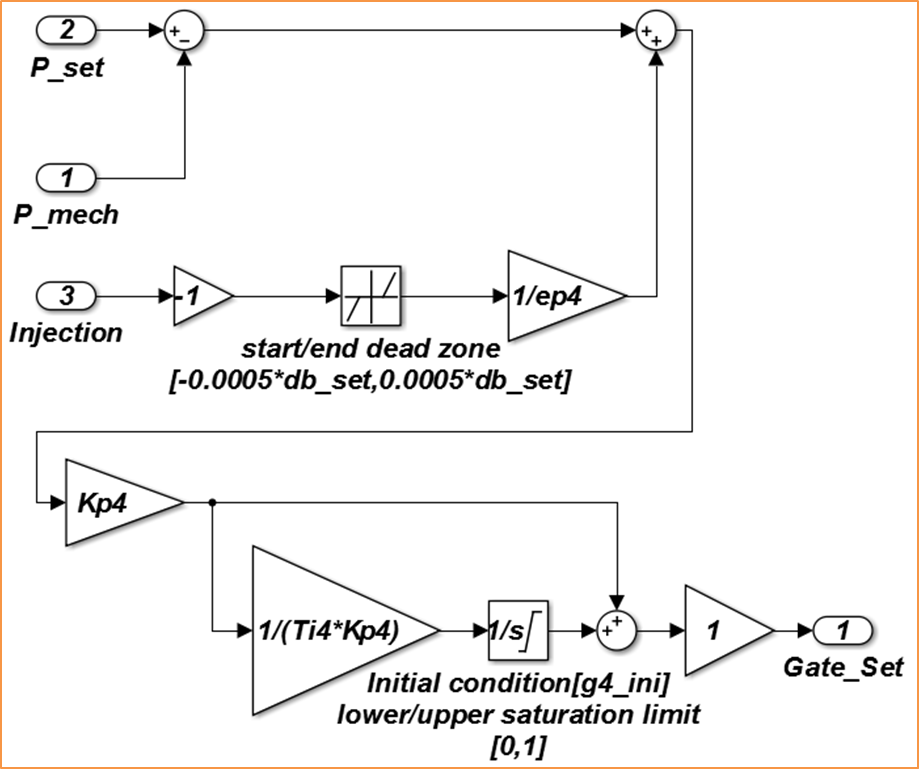 2
+
−
+
+
P_set
1
P_mech
3
-1
1/ep4
Injection
start/end dead zone
[-0.0005*db_set,0.0005*db_set]
Kp4
1/(Ti4*Kp4)
1/s
+
+
1
1
Gate_Set
Initial condition[g4_ini]
lower/upper saturation limit
[0,1]